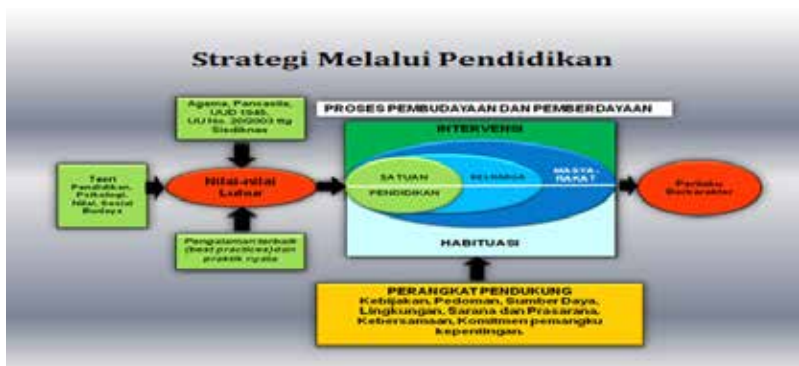 Strategi Melalui Pendidikan
Agama, Pancasila,
UUD 1945,
UU No. 20/2003 ttg
Sisdiknas
PROSES PEMBUDAYAAN DAN PEMBERDAYAAN
INTERVENSI
Teori
Pendidikan,
Psikologi,
Nilai, Sosial
Budaya
Nilai-nilai
Luhur
SATUAN
PENDIDIKAN
KELUARGA
MASYA-
RAKAT
Perilaku
Berkarakter
Pengalaman terbaik
(best practices)dan
praktik nyata
HABITUASI
PERANGKAT PENDUKUNG
Kebijakan, Pedoman, Sumber Daya,
Lingkungan, Sarana dan Prasarana,
Kebersamaan, Komitmen pemangku
kepentingan.